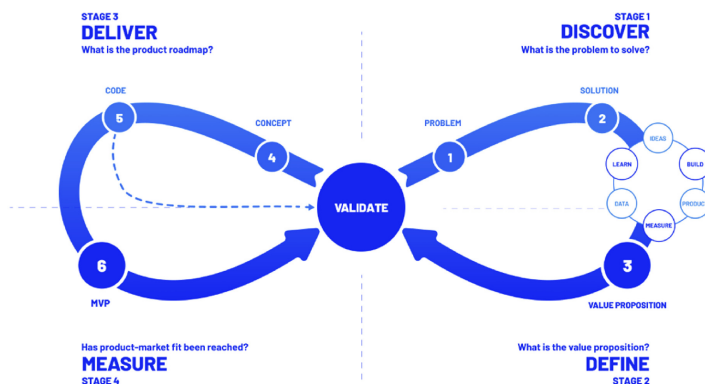 STAGE 3
DELIVER
What is the product roadmap?
STAGE 1
DISCOVER
What is the problem to solve?
CODE
5
CONCEPT
4
PROBLEM
1
SOLUTION
2
IDEAS
LEARN
BUILD
VALIDATE
DATA
PRODUCT
MEASURE
6
MVP
3
VALUE PROPOSITION
Has product-market fit been reached?
MEASURE
STAGE 4
What is the value proposition?
DEFINE
STAGE 2